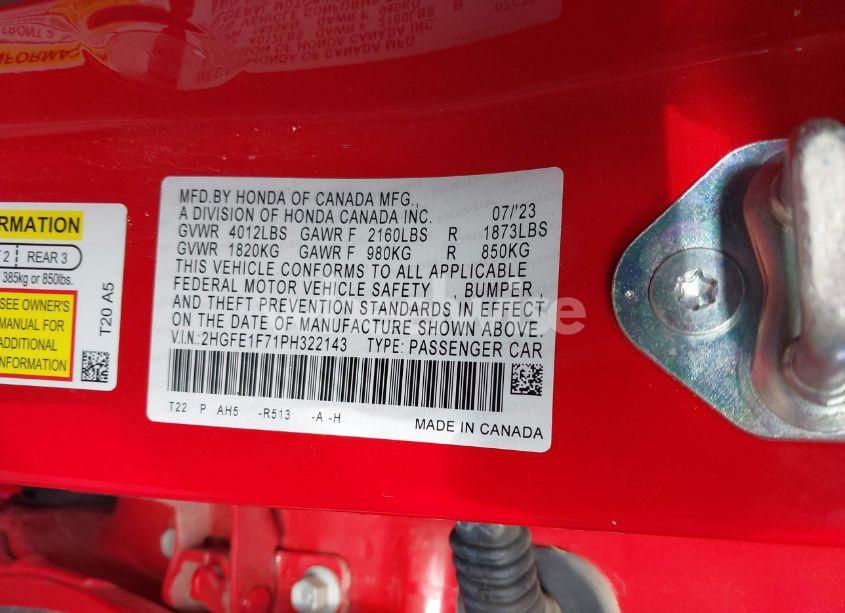 MFD.BY HONDA OF CANADA MFG.,
A DIVISION OF HONDA CANADA INC. 07/'23
GVWR 4012LBS GAWR F 2160LBS R 1873LBS
GVWR 1820KG GAWR F 980KG R 850KG
THIS VEHICLE CONFORMS TO ALL APPLICABLE
FEDERAL MOTOR VEHICLE SAFETY , BUMPER ,
AND THEFT PREVENTION STANDARDS IN EFFECT
ON THE DATE OF MANUFACTURE SHOWN ABOVE.
V.I.N.:2HGFE1F71PH322143 TYPE: PASSENGER CAR
T22 P AH5 -R513 -A -H
MADE IN CANADA
2 REAR 3
385kg or 850lbs.
SEE OWNER'S
MANUAL FOR
ADDITIONAL
T20 A5